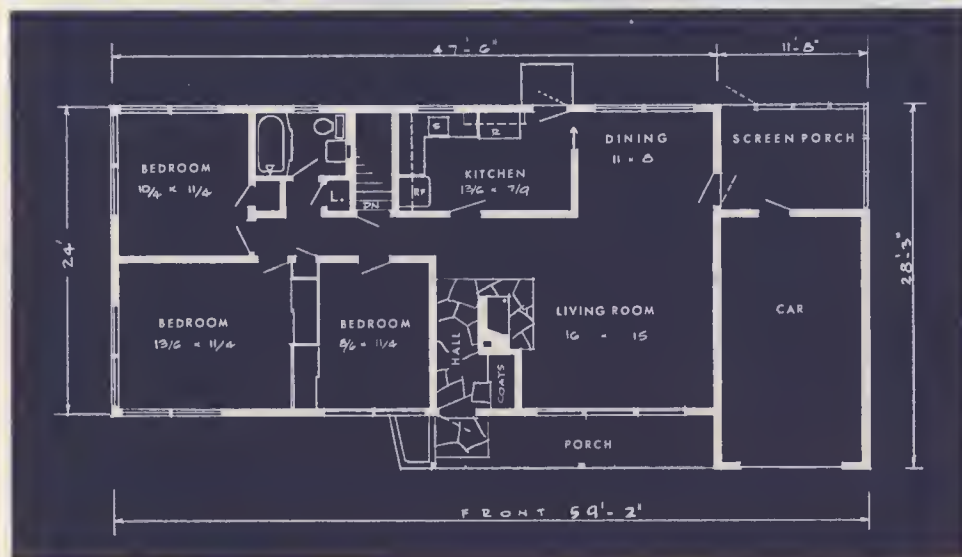 47'-6"
11'-8"
BEDROOM
10/4 × 11/4
L.
DN
S
R
RF
KITCHEN
13/6 × 7/9
DINING
11 × 8
SCREEN PORCH
24'
28'-3"
BEDROOM
13/6 × 11/4
BEDROOM
8/6 × 11/4
HALL
COATS
LIVING ROOM
16 × 15
CAR
PORCH
FRONT 59'-2"